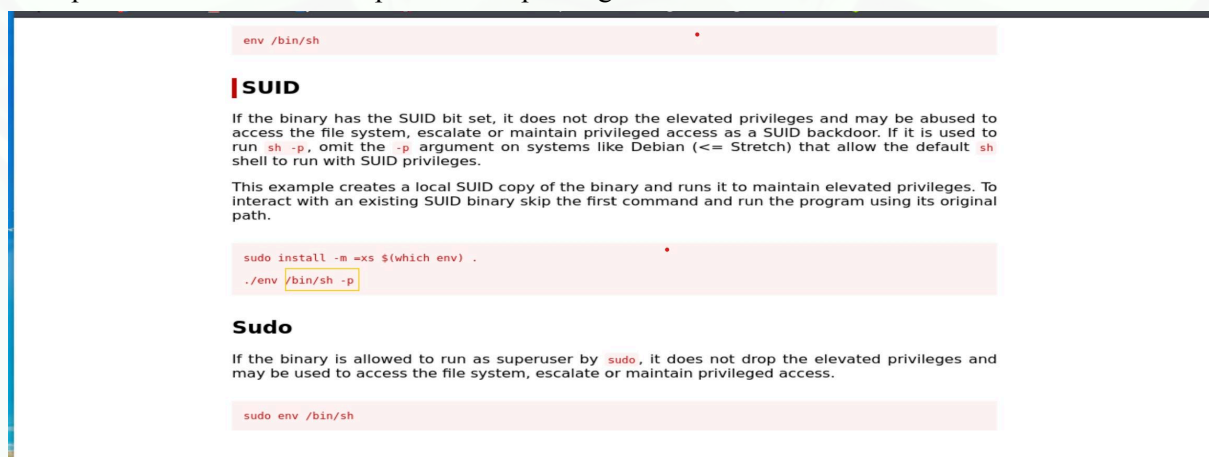 env /bin/sh
SUID
If the binary has the SUID bit set, it does not drop the elevated privileges and may be abused to
access the file system, escalate or maintain privileged access as a SUID backdoor. If it is used to
run sh -p, omit the -p argument on systems like Debian (<= Stretch) that allow the default sh
shell to run with SUID privileges.
This example creates a local SUID copy of the binary and runs it to maintain elevated privileges. To
interact with an existing SUID binary skip the first command and run the program using its original
path.
sudo install -m =xs $(which env) .
./env /bin/sh -p
Sudo
If the binary is allowed to run as superuser by sudo, it does not drop the elevated privileges and
may be used to access the file system, escalate or maintain privileged access.
sudo env /bin/sh